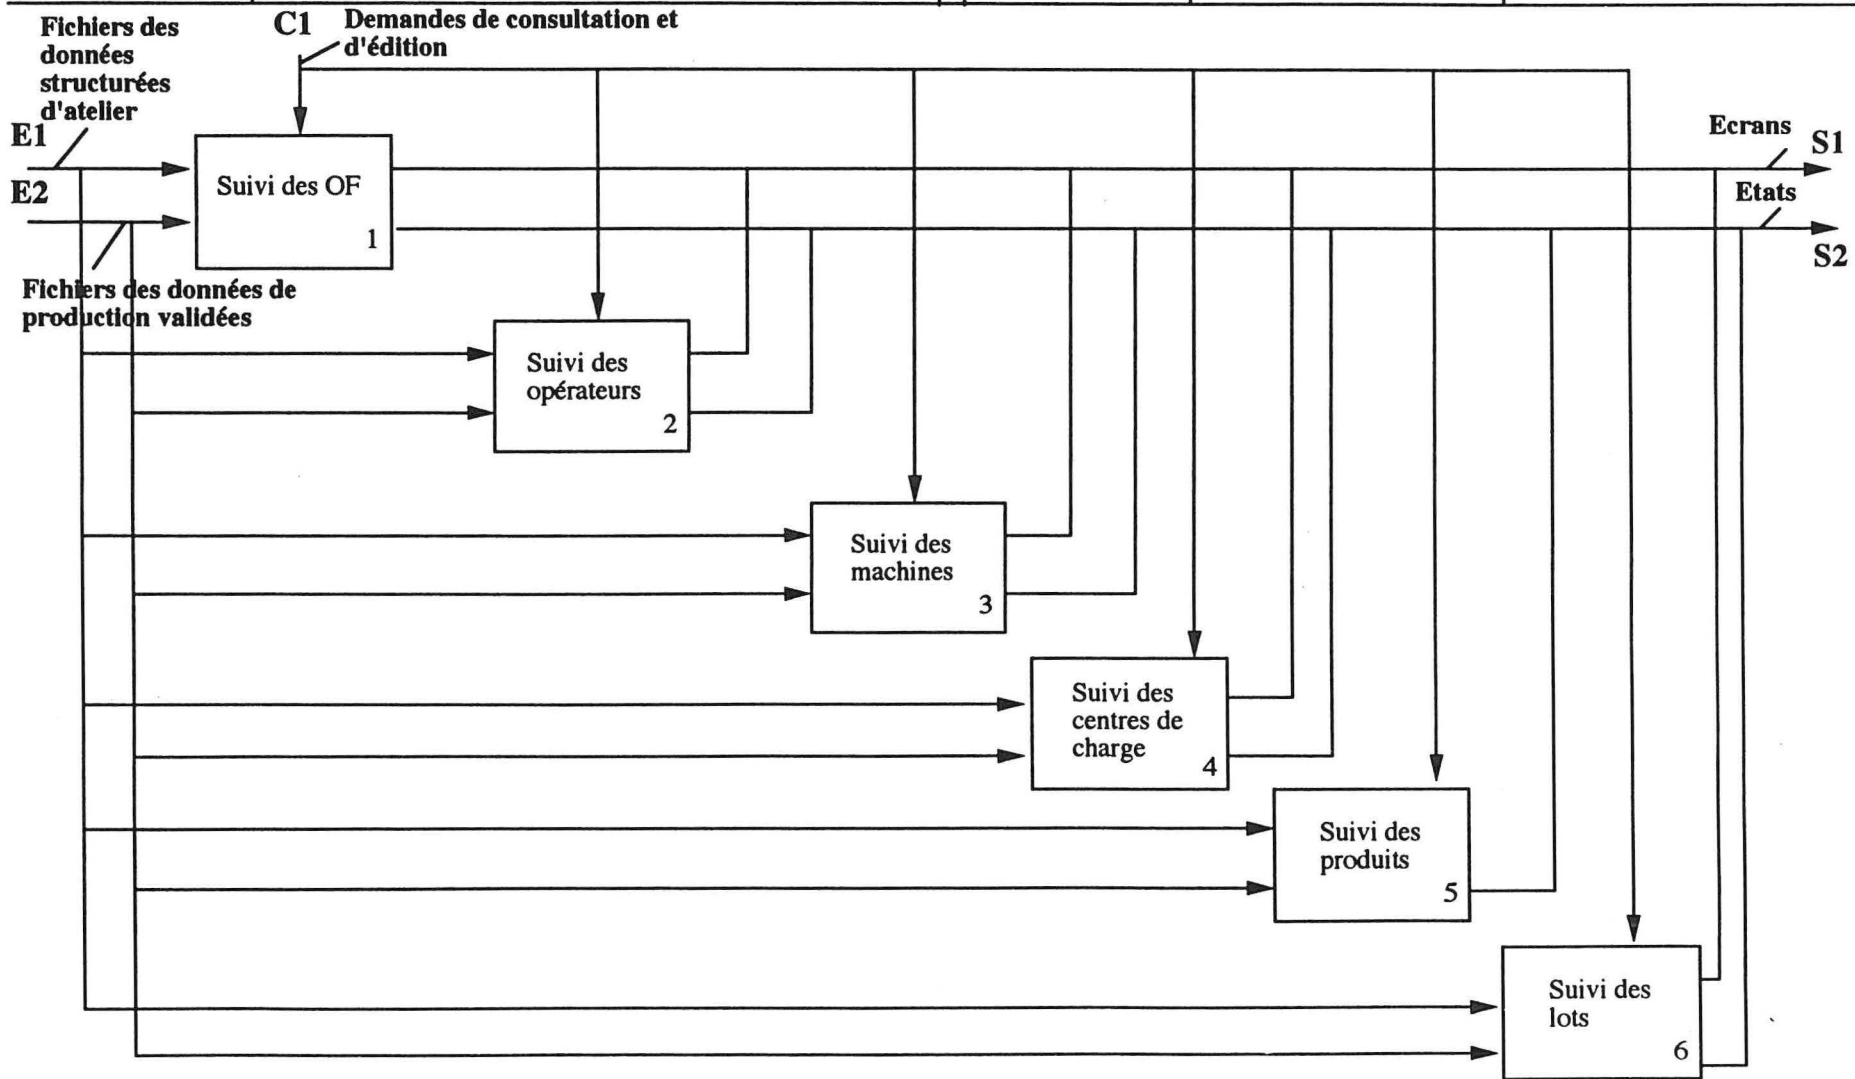 Fichiers des
données
structurées
d'atelier
C1
Demandes de consultation et
d'édition
E1
E2
Suivi des OF
1
Ecrans
S1
Etats
S2
Fichiers des données de
production validées
Suivi des
opérateurs
2
Suivi des
machines
3
Suivi des
centres de
charge
4
Suivi des
produits
5
Suivi des
lots
6